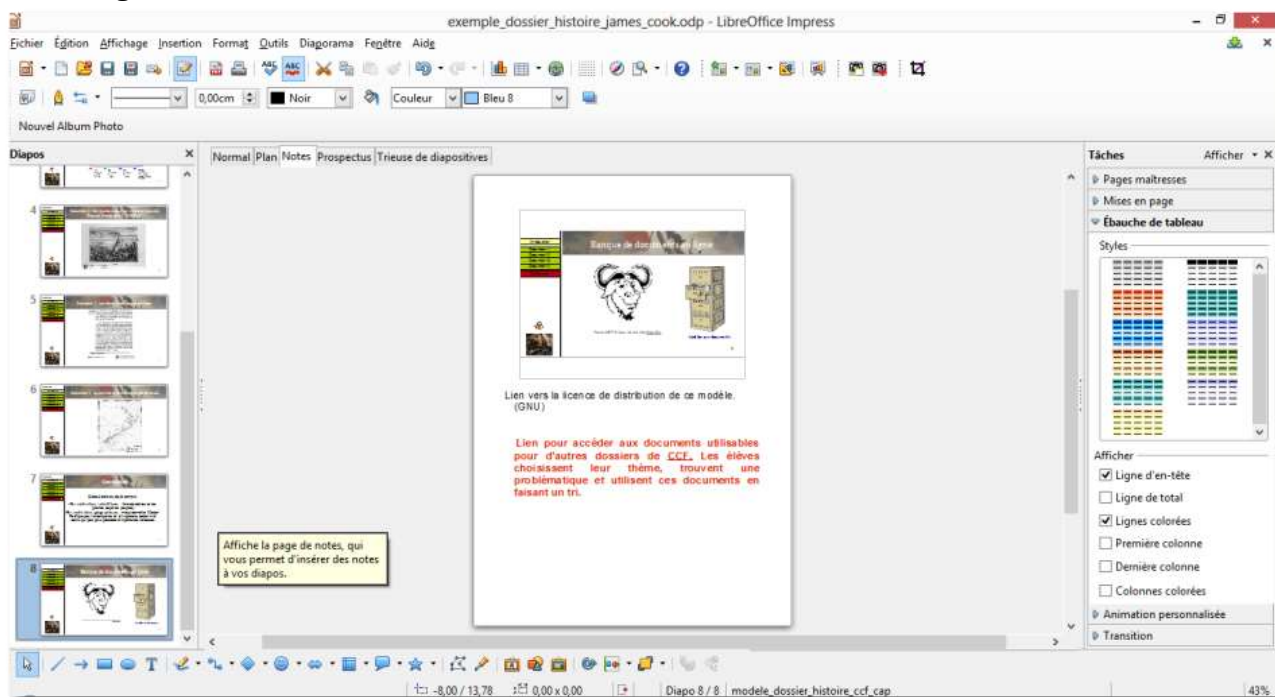 exemple_dossier_histoire_james_cook.odp - LibreOffice Impress
Fichier Édition Affichage Insertion Format Outils Diaporama Fenêtre Aide
0,00cm Noir Couleur Bleu 8
Nouvel Album Photo
Diapos
Normal Plan Notes Prospectus Trieuse de diapositives
Tâches Afficher
Pages maîtresses
Mises en page
Ébauche de tableau
Styles
4
5
6
7
8
Banque de documents en ligne
Lien vers la licence de distribution de ce modèle.
(GNU)
Lien pour accéder aux documents utilisables
pour d'autres dossiers de CCF. Les élèves
choisissent leur thème, trouvent une
problématique et utilisent ces documents en
faisant un tri.
Affiche la page de notes, qui
vous permet d'insérer des notes
à vos diapos.
Afficher
Ligne d'en-tête
Ligne de total
Lignes colorées
Première colonne
Dernière colonne
Colonnes colorées
Animation personnalisée
Transition
-8,00 / 13,78 0,00 x 0,00 Diapo 8 / 8 modele_dossier_histoire_ccf_cap 43%